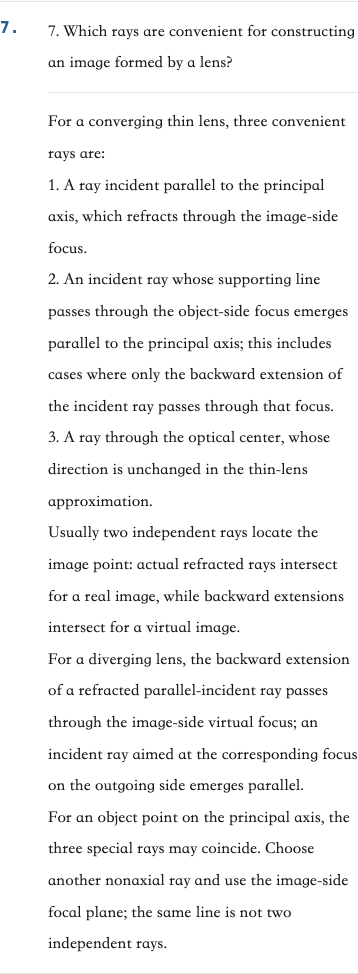 7. 7. Which rays are convenient for constructing
an image formed by a lens?
For a converging thin lens, three convenient
rays are:
1. A ray incident parallel to the principal
axis, which refracts through the image-side
focus.
2. An incident ray whose supporting line
passes through the object-side focus emerges
parallel to the principal axis; this includes
cases where only the backward extension of
the incident ray passes through that focus.
3. A ray through the optical center, whose
direction is unchanged in the thin-lens
approximation.
Usually two independent rays locate the
image point: actual refracted rays intersect
for a real image, while backward extensions
intersect for a virtual image.
For a diverging lens, the backward extension
of a refracted parallel-incident ray passes
through the image-side virtual focus; an
incident ray aimed at the corresponding focus
on the outgoing side emerges parallel.
For an object point on the principal axis, the
three special rays may coincide. Choose
another nonaxial ray and use the image-side
focal plane; the same line is not two
independent rays.